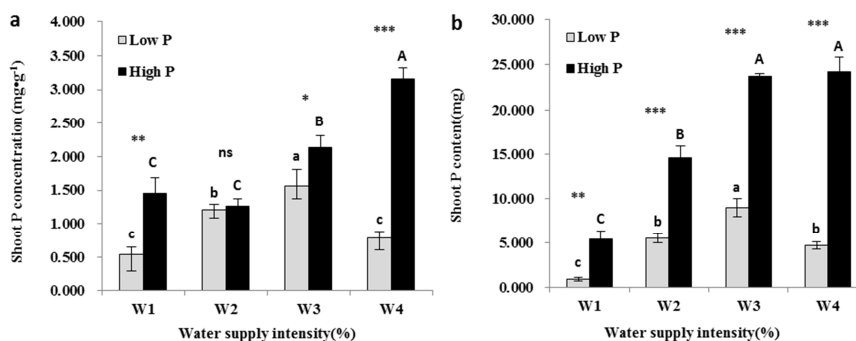 a
Low P
High P
Shoot P concentration (mg•g⁻¹)
4.000
3.500
3.000
2.500
2.000
1.500
1.000
0.500
0.000
**
ns
*
***
c
C
b
C
a
B
c
A
W1
W2
W3
W4
Water supply intensity(%)
b
Low P
High P
Shoot P content(mg)
30.000
25.000
20.000
15.000
10.000
5.000
0.000
**
***
***
***
c
C
b
B
a
A
b
A
W1
W2
W3
W4
Water supply intensity(%)